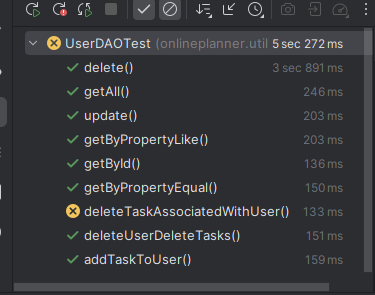 UserDAOTest (onlineplanner.util 5 sec 272 ms
delete() 3 sec 891 ms
getAll() 246 ms
update() 203 ms
getByPropertyLike() 203 ms
getById() 136 ms
getByPropertyEqual() 150 ms
deleteTaskAssociatedWithUser() 133 ms
deleteUserDeleteTasks() 151 ms
addTaskToUser() 159 ms